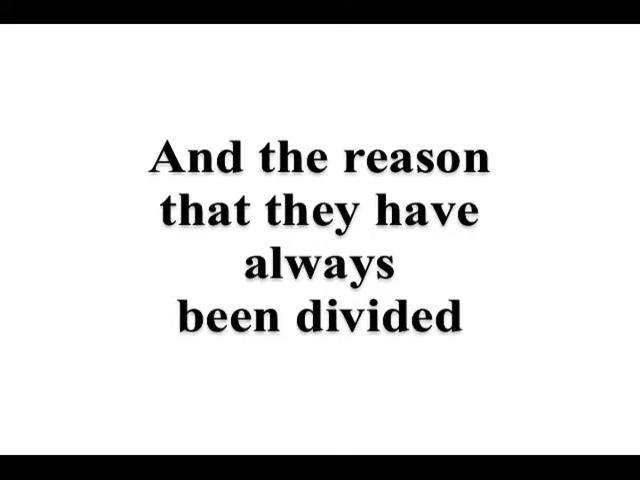 And the reason
that they have
always
been divided